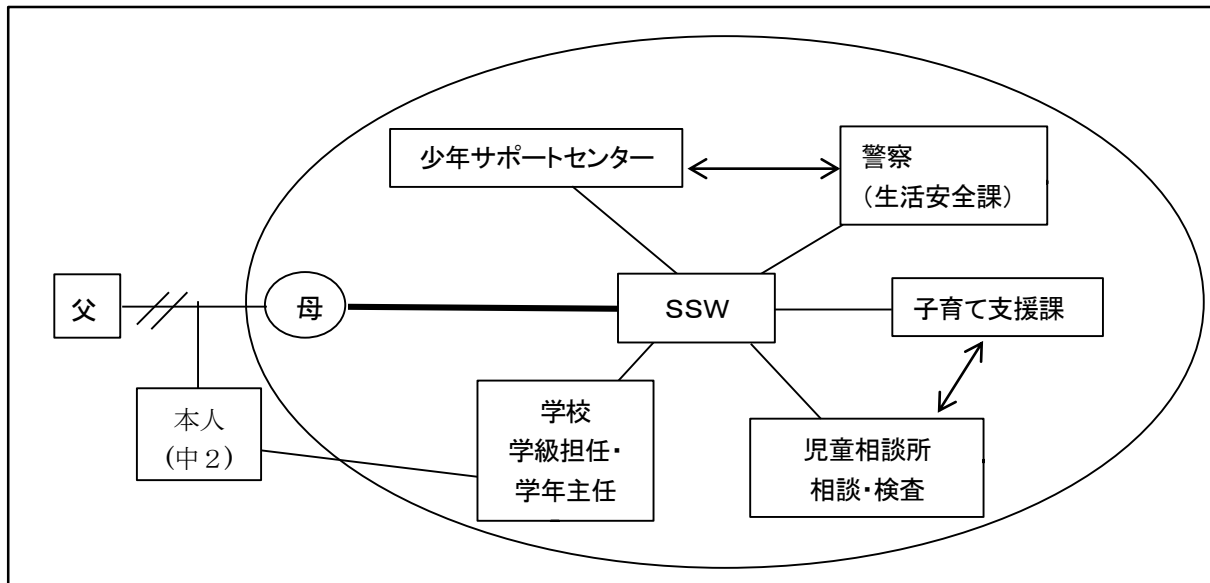 少年サポートセンター
警察
（生活安全課）
父
母
SSW
子育て支援課
本人
(中２)
学校
学級担任・
学年主任
児童相談所
相談・検査